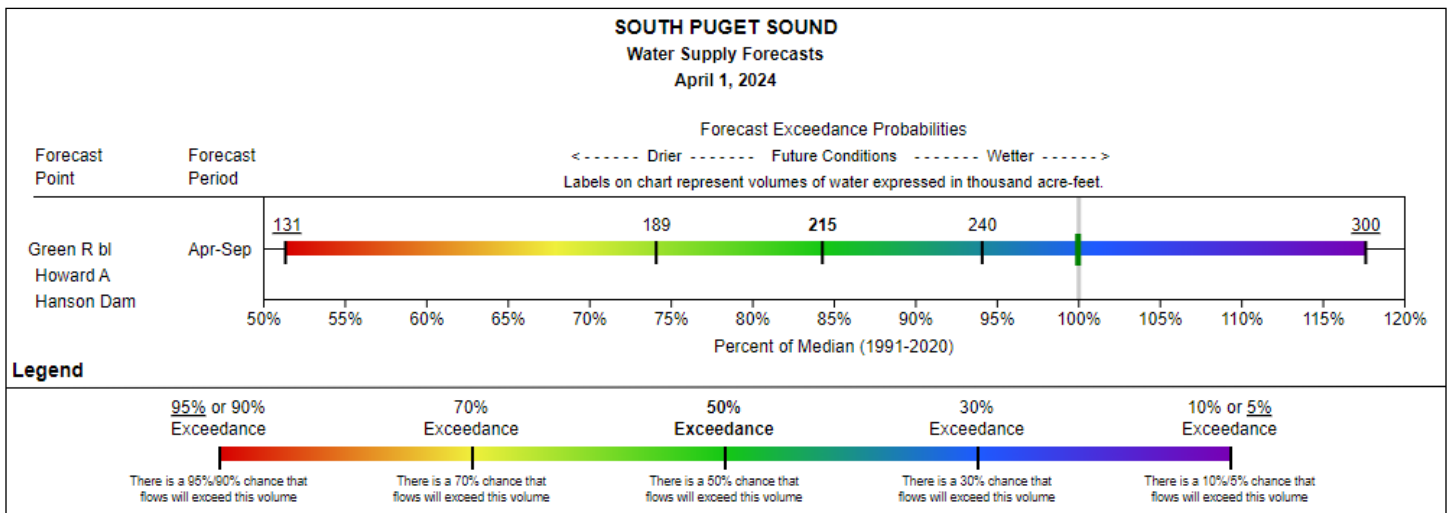 SOUTH PUGET SOUND
Water Supply Forecasts
April 1, 2024
Forecast Exceedance Probabilities
Forecast Point
Forecast Period
< - - - - - - Drier - - - - - - - Future Conditions - - - - - - - Wetter - - - - - - >
Labels on chart represent volumes of water expressed in thousand acre-feet.
131 189 215 240 300
Green R bl
Howard A
Hanson Dam
Apr-Sep
50% 55% 60% 65% 70% 75% 80% 85% 90% 95% 100% 105% 110% 115% 120%
Percent of Median (1991-2020)
Legend
95% or 90%
Exceedance
70%
Exceedance
50%
Exceedance
30%
Exceedance
10% or 5%
Exceedance
There is a 95%/90% chance that
flows will exceed this volume
There is a 70% chance that
flows will exceed this volume
There is a 50% chance that
flows will exceed this volume
There is a 30% chance that
flows will exceed this volume
There is a 10%/5% chance that
flows will exceed this volume